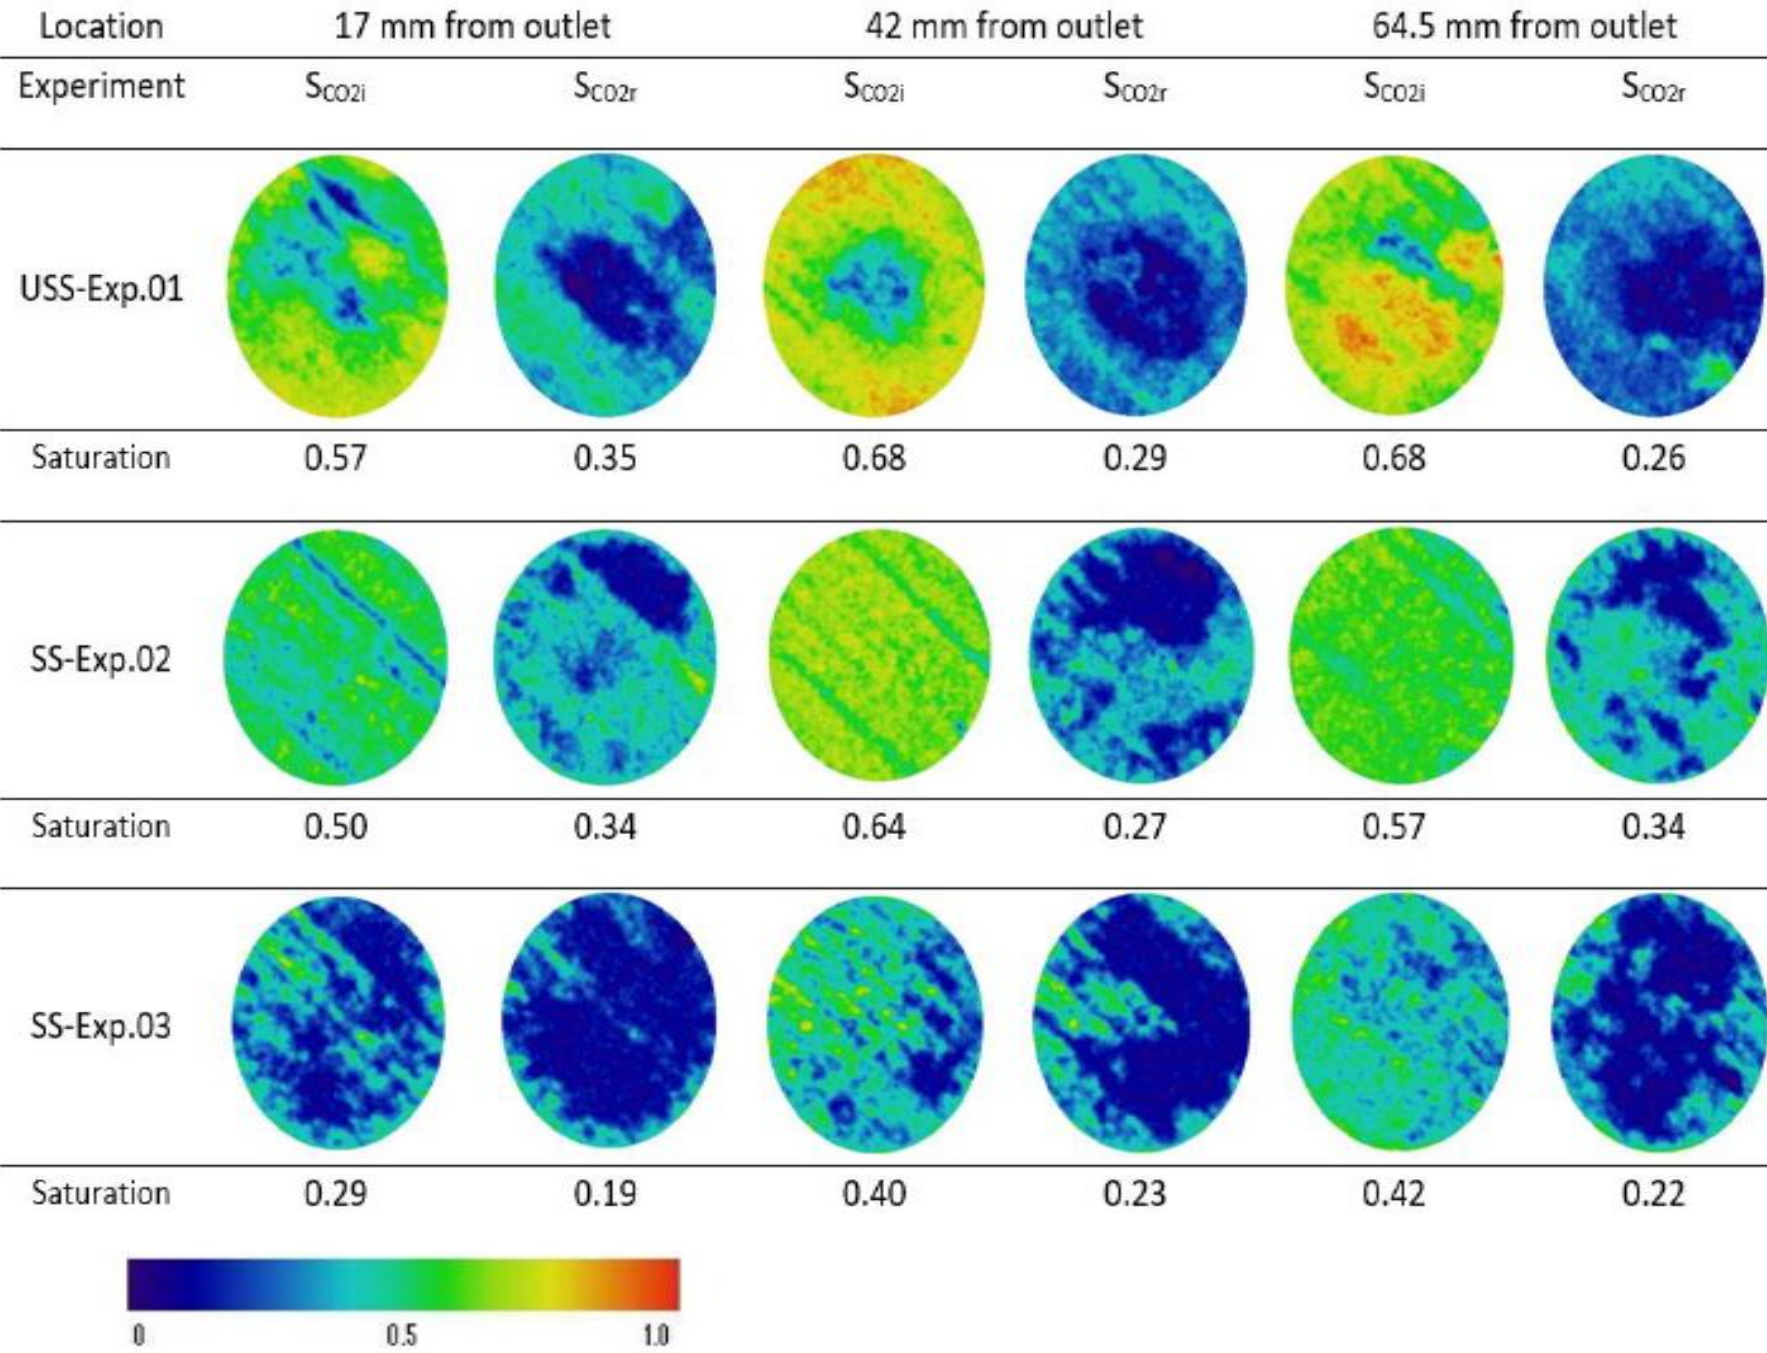 Location 17 mm from outlet 42 mm from outlet 64.5 mm from outlet
Experiment SCO2i SCO2r SCO2i SCO2r SCO2i SCO2r
USS-Exp.01
Saturation 0.57 0.35 0.68 0.29 0.68 0.26
SS-Exp.02
Saturation 0.50 0.34 0.64 0.27 0.57 0.34
SS-Exp.03
Saturation 0.29 0.19 0.40 0.23 0.42 0.22
0 0.5 1.0